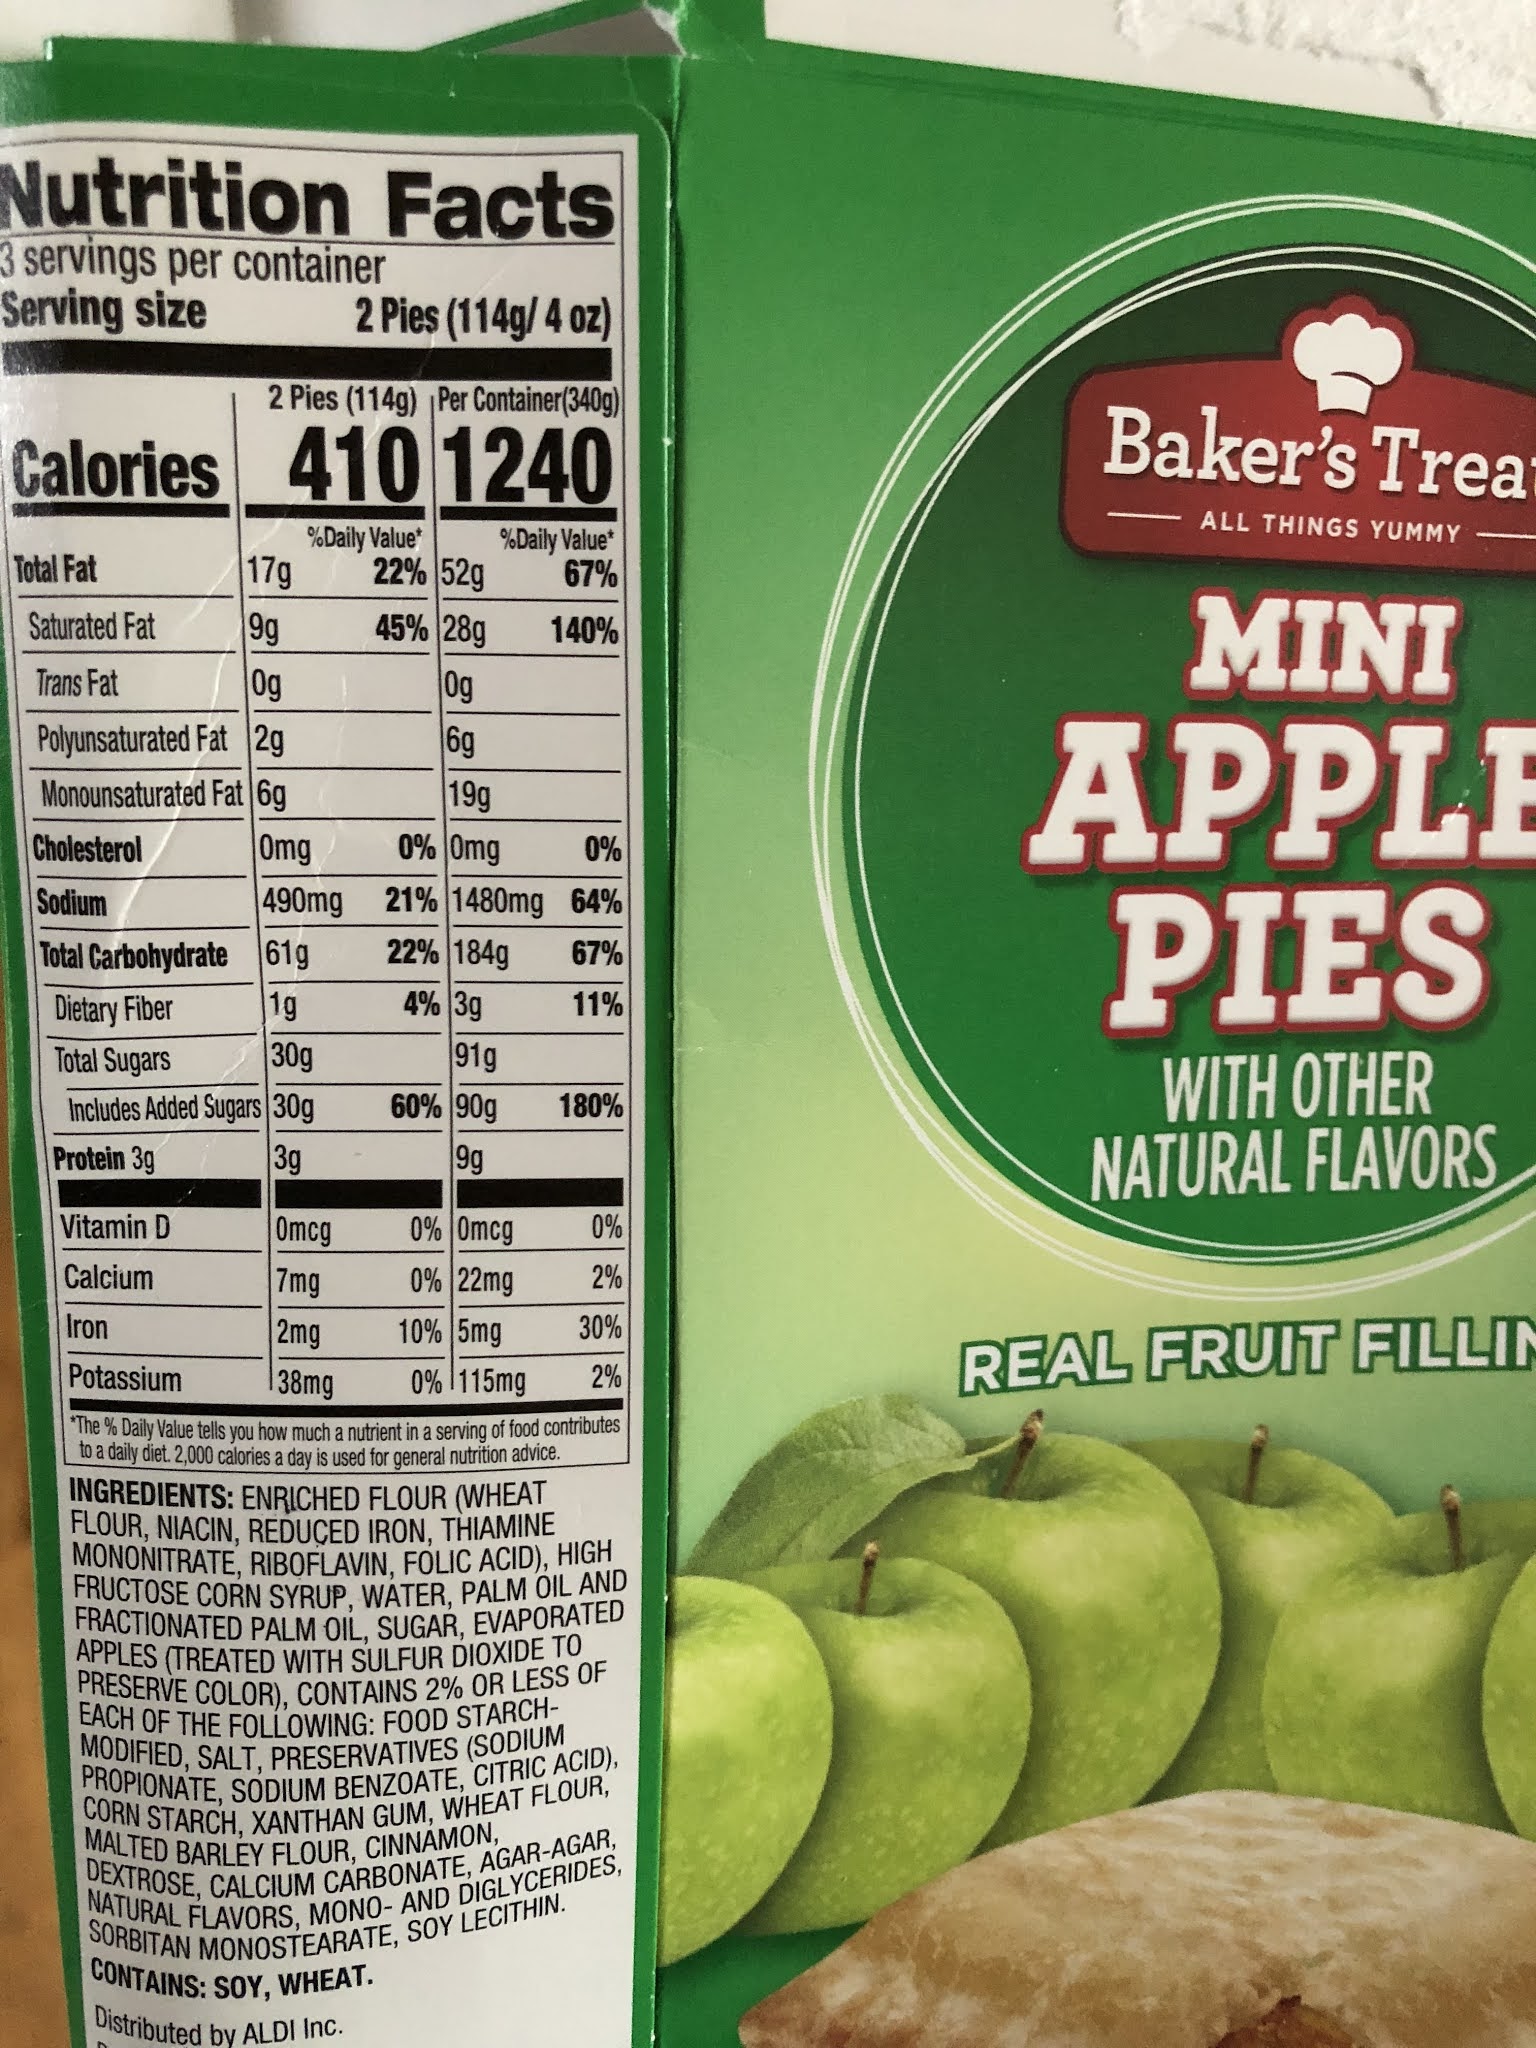 Nutrition Facts
3 servings per container
Serving size 2 Pies (114g/ 4 oz)
2 Pies (114g) Per Container(340g)
Calories 410 1240
%Daily Value* %Daily Value*
Total Fat 17g 22% 52g 67%
Saturated Fat 9g 45% 28g 140%
Trans Fat 0g 0g
Polyunsaturated Fat 2g 6g
Monounsaturated Fat 6g 19g
Cholesterol 0mg 0% 0mg 0%
Sodium 490mg 21% 1480mg 64%
Total Carbohydrate 61g 22% 184g 67%
Dietary Fiber 1g 4% 3g 11%
Total Sugars 30g 91g
Includes Added Sugars 30g 60% 90g 180%
Protein 3g 3g 9g
Vitamin D 0mcg 0% 0mcg 0%
Calcium 7mg 0% 22mg 2%
Iron 2mg 10% 5mg 30%
Potassium 38mg 0% 115mg 2%
*The % Daily Value tells you how much a nutrient in a serving of food contributes
to a daily diet. 2,000 calories a day is used for general nutrition advice.
INGREDIENTS: ENRICHED FLOUR (WHEAT
FLOUR, NIACIN, REDUCED IRON, THIAMINE
MONONITRATE, RIBOFLAVIN, FOLIC ACID), HIGH
FRUCTOSE CORN SYRUP, WATER, PALM OIL AND
FRACTIONATED PALM OIL, SUGAR, EVAPORATED
APPLES (TREATED WITH SULFUR DIOXIDE TO
PRESERVE COLOR), CONTAINS 2% OR LESS OF
EACH OF THE FOLLOWING: FOOD STARCH-
MODIFIED, SALT, PRESERVATIVES (SODIUM
PROPIONATE, SODIUM BENZOATE, CITRIC ACID),
CORN STARCH, XANTHAN GUM, WHEAT FLOUR,
MALTED BARLEY FLOUR, CINNAMON,
DEXTROSE, CALCIUM CARBONATE, AGAR-AGAR,
NATURAL FLAVORS, MONO- AND DIGLYCERIDES,
SORBITAN MONOSTEARATE, SOY LECITHIN.
CONTAINS: SOY, WHEAT.
Distributed by ALDI Inc.
Baker's Trea
ALL THINGS YUMMY
MINI
APPLE
PIES
WITH OTHER
NATURAL FLAVORS
REAL FRUIT FILLIN